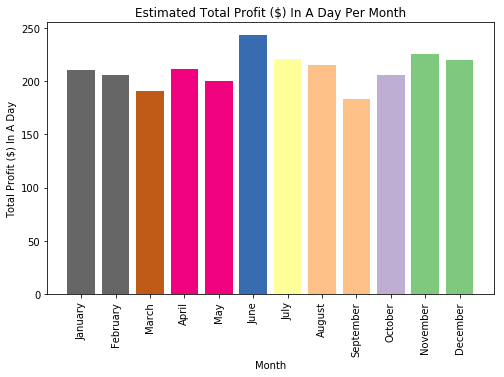 Estimated Total Profit ($) In A Day Per Month
Total Profit ($) In A Day
250
200
150
100
50
0
January
February
March
April
May
June
July
August
September
October
November
December
Month